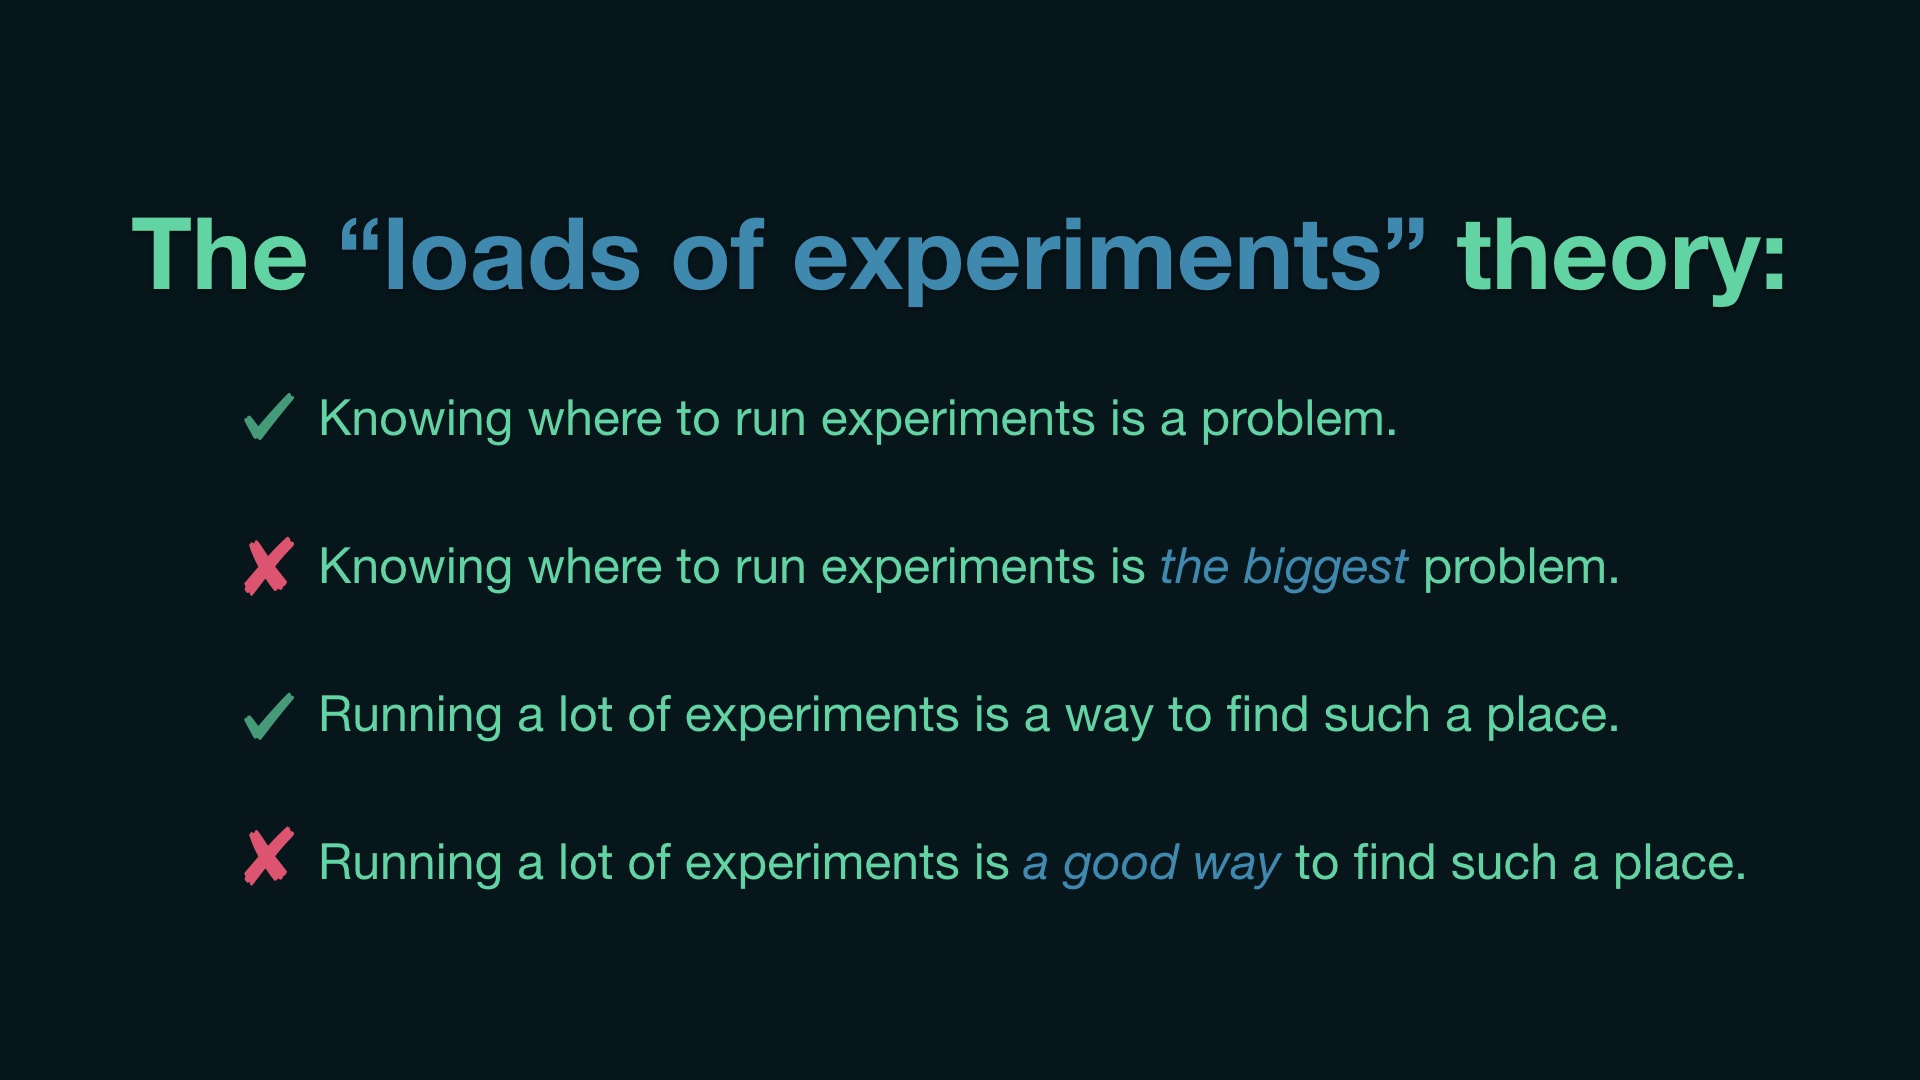 The “loads of experiments” theory:
✓ Knowing where to run experiments is a problem.
✘ Knowing where to run experiments is the biggest problem.
✓ Running a lot of experiments is a way to find such a place.
✘ Running a lot of experiments is a good way to find such a place.